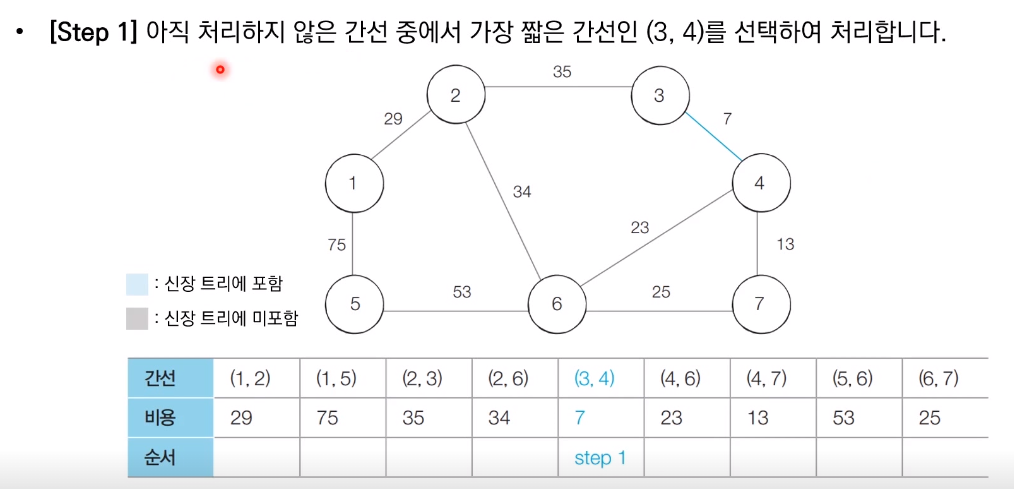 • [Step 1] 아직 처리하지 않은 간선 중에서 가장 짧은 간선인 (3, 4)를 선택하여 처리합니다.
35
2
3
29
7
1
4
34
23
75
13
: 신장 트리에 포함
53
25
5
6
7
: 신장 트리에 미포함
간선 (1, 2) (1, 5) (2, 3) (2, 6) (3, 4) (4, 6) (4, 7) (5, 6) (6, 7)
비용 29 75 35 34 7 23 13 53 25
순서 step 1